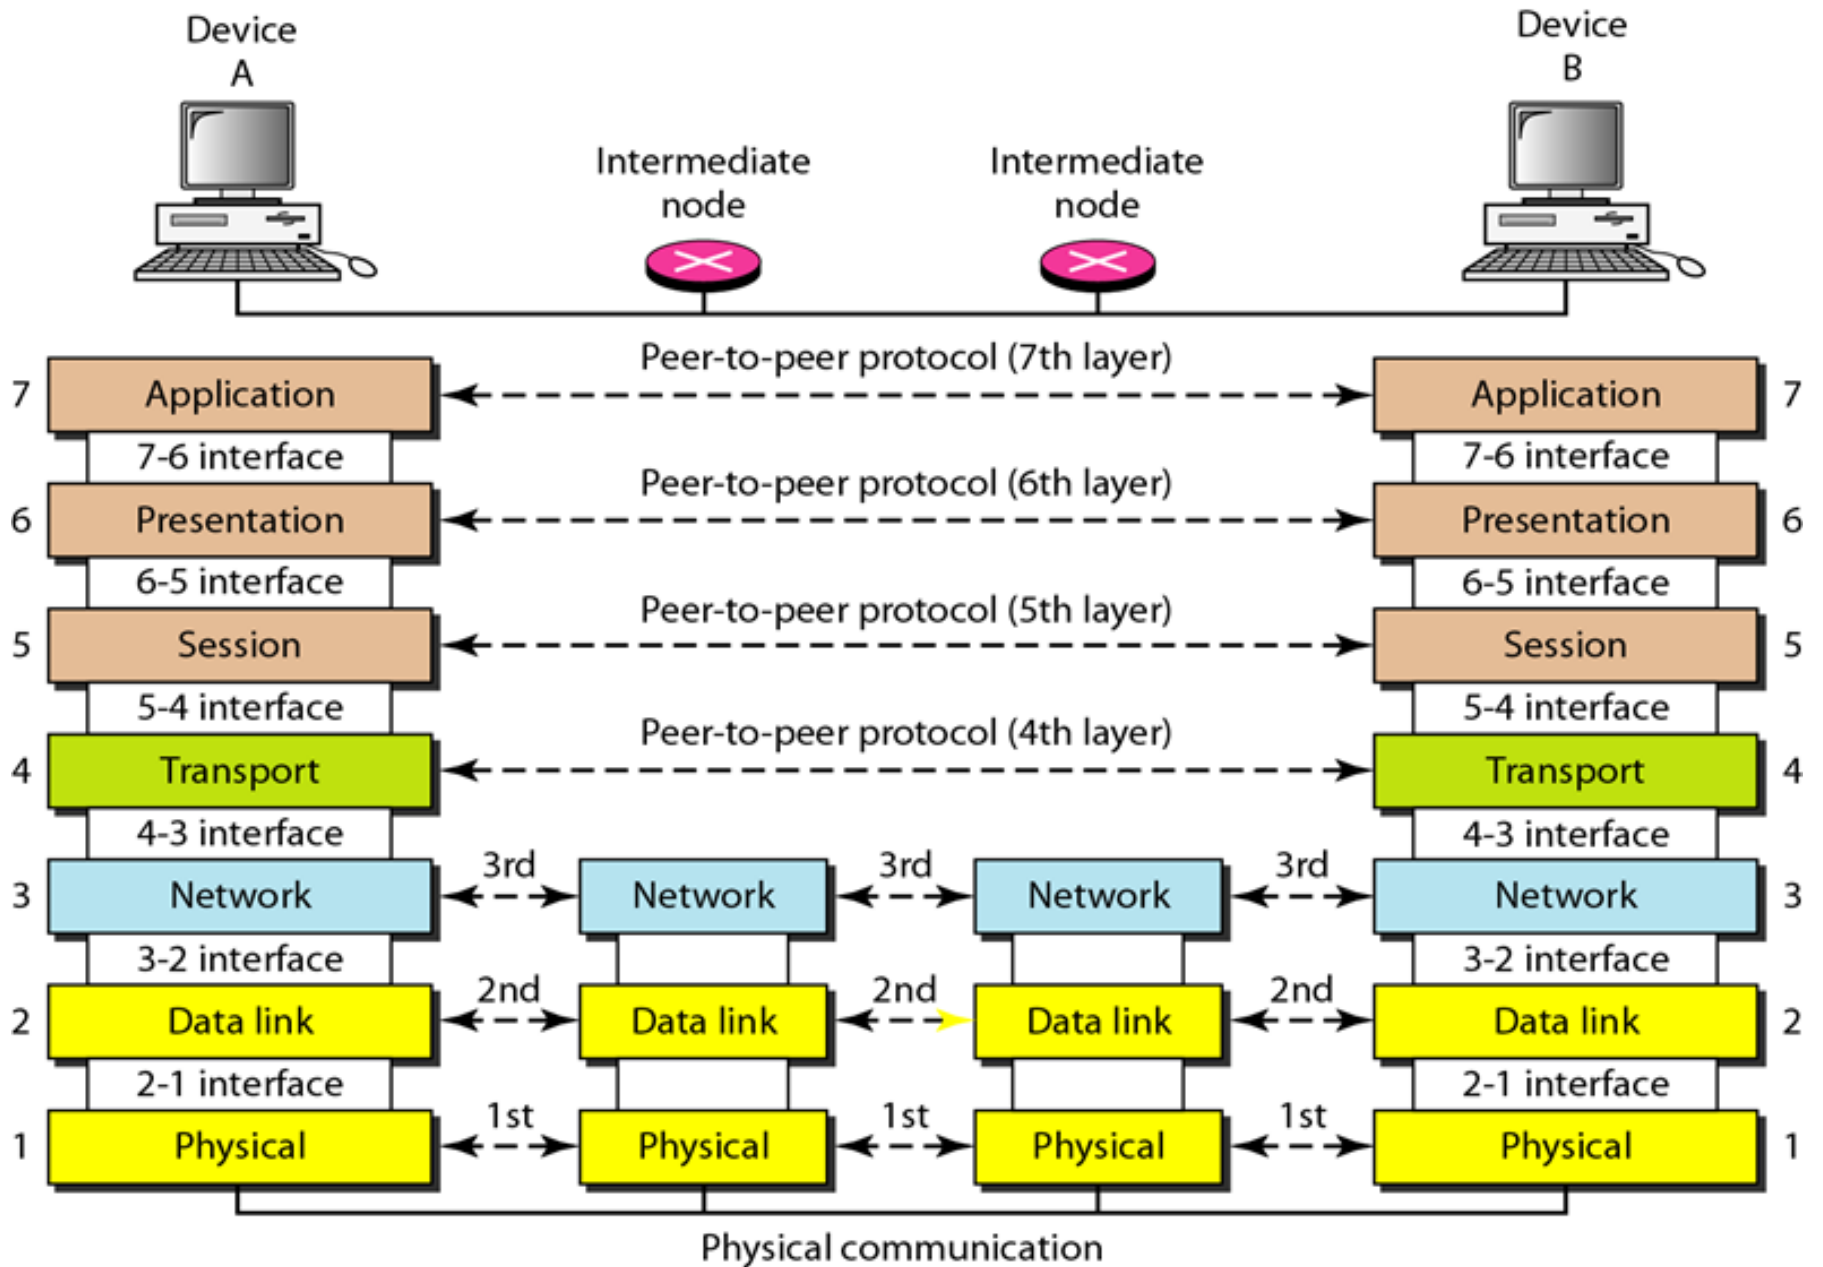 Device
A
Device
B
Intermediate
node
Intermediate
node
Peer-to-peer protocol (7th layer)
7 Application Application 7
7-6 interface 7-6 interface
Peer-to-peer protocol (6th layer)
6 Presentation Presentation 6
6-5 interface 6-5 interface
Peer-to-peer protocol (5th layer)
5 Session Session 5
5-4 interface 5-4 interface
Peer-to-peer protocol (4th layer)
4 Transport Transport 4
4-3 interface 4-3 interface
3rd 3rd 3rd
3 Network Network Network Network 3
3-2 interface 3-2 interface
2nd 2nd 2nd
2 Data link Data link Data link Data link 2
2-1 interface 2-1 interface
1st 1st 1st
1 Physical Physical Physical Physical 1
Physical communication